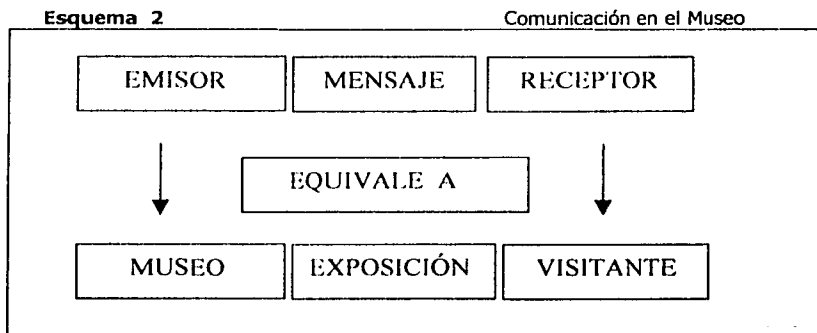 Esquema 2 Comunicación en el Museo
EMISOR MENSAJE RECEPTOR
EQUIVALE A
MUSEO EXPOSICIÓN VISITANTE